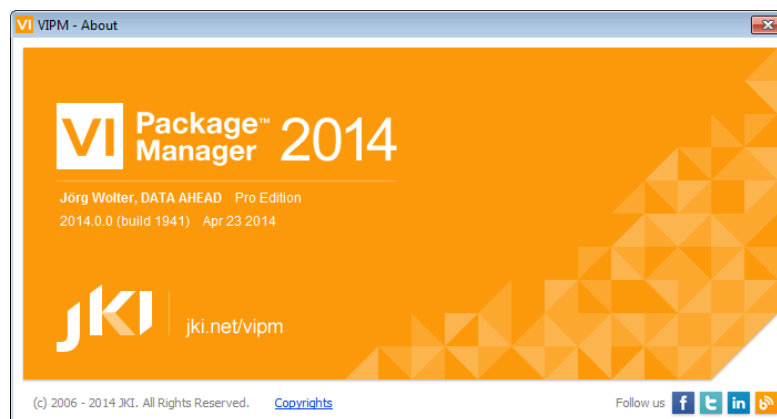 VI VIPM - About
VI Package™ Manager 2014
Jörg Wolter, DATA AHEAD Pro Edition
2014.0.0 (build 1941) Apr 23 2014
JKI jki.net/vipm
(c) 2006 - 2014 JKI. All Rights Reserved. Copyrights Follow us